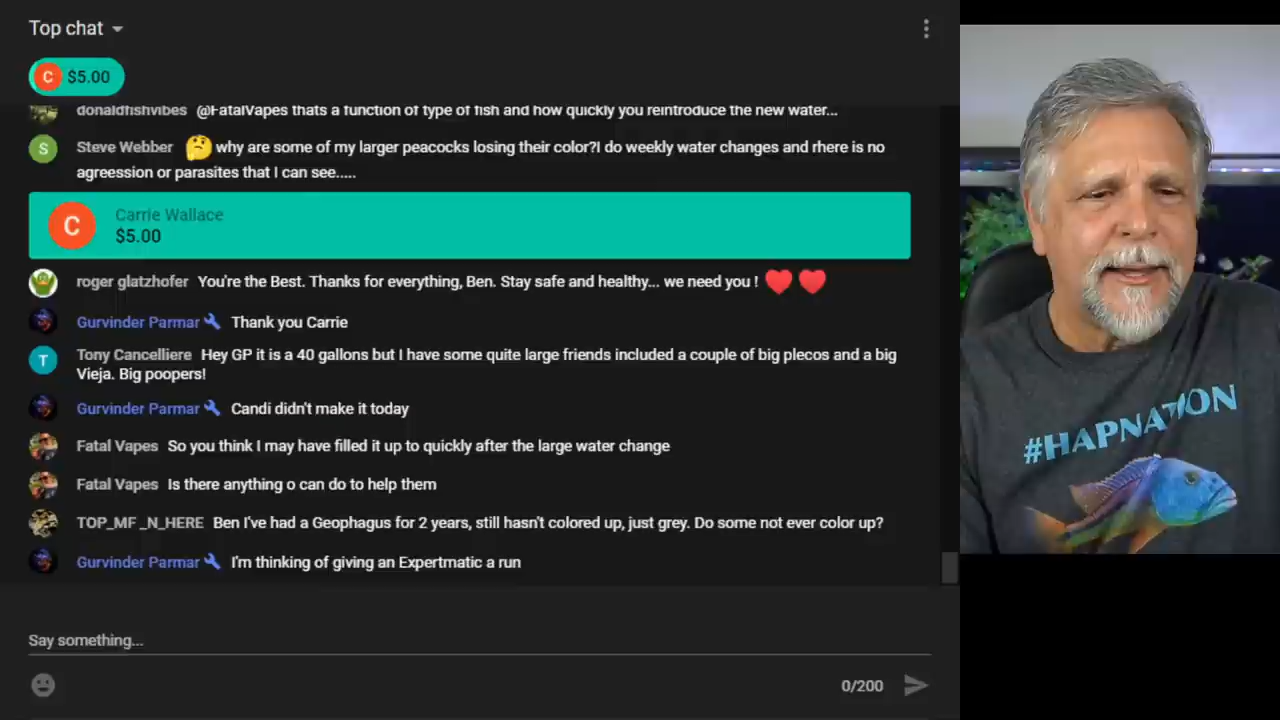 Top chat
C $5.00
donaldfishvibes @FatalVapes thats a function of type of fish and how quickly you reintroduce the new water...
S Steve Webber 🤔 why are some of my larger peacocks losing their color?I do weekly water changes and rhere is no
agreession or parasites that I can see.....
C Carrie Wallace
$5.00
roger glatzhofer You're the Best. Thanks for everything, Ben. Stay safe and healthy... we need you ! ❤️ ❤️
Gurvinder Parmar Thank you Carrie
T Tony Cancelliere Hey GP it is a 40 gallons but I have some quite large friends included a couple of big plecos and a big
Vieja. Big poopers!
Gurvinder Parmar Candi didn't make it today
Fatal Vapes So you think I may have filled it up to quickly after the large water change
Fatal Vapes Is there anything o can do to help them
TOP_MF _N_HERE Ben I've had a Geophagus for 2 years, still hasn't colored up, just grey. Do some not ever color up?
Gurvinder Parmar I'm thinking of giving an Expertmatic a run
Say something...
0/200
#HAPNATION